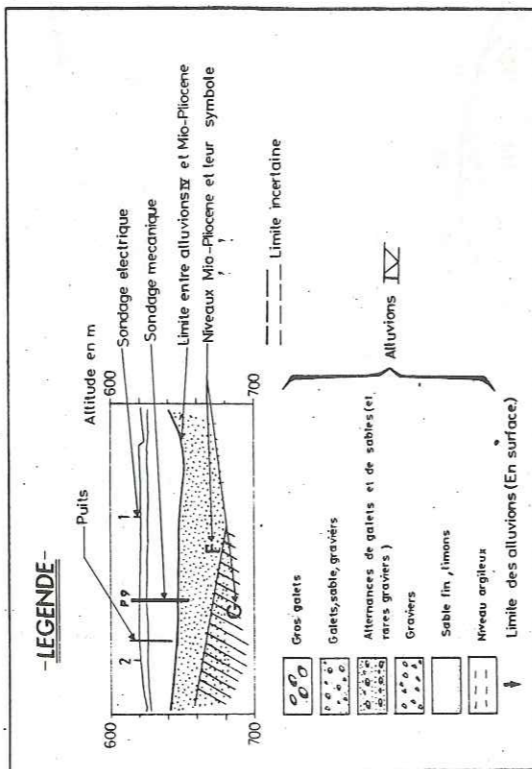 -LEGENDE-
Altitude en m
600
600
700
700
Puits
2
P.9
1
F
G
Sondage electrique
Sondage mecanique
Limite entre alluvions IV et Mio-Pliocene
Niveaux Mio-Pliocene et leur symbole
? ?
Limite incertaine
Gros galets
Galets, sable, graviérs
Alternances de galets et de sables (et
rares graviers)
Graviers
Sable fin, limons
Niveau argileux
Alluvions IV
Limite des alluvions (En surface.)